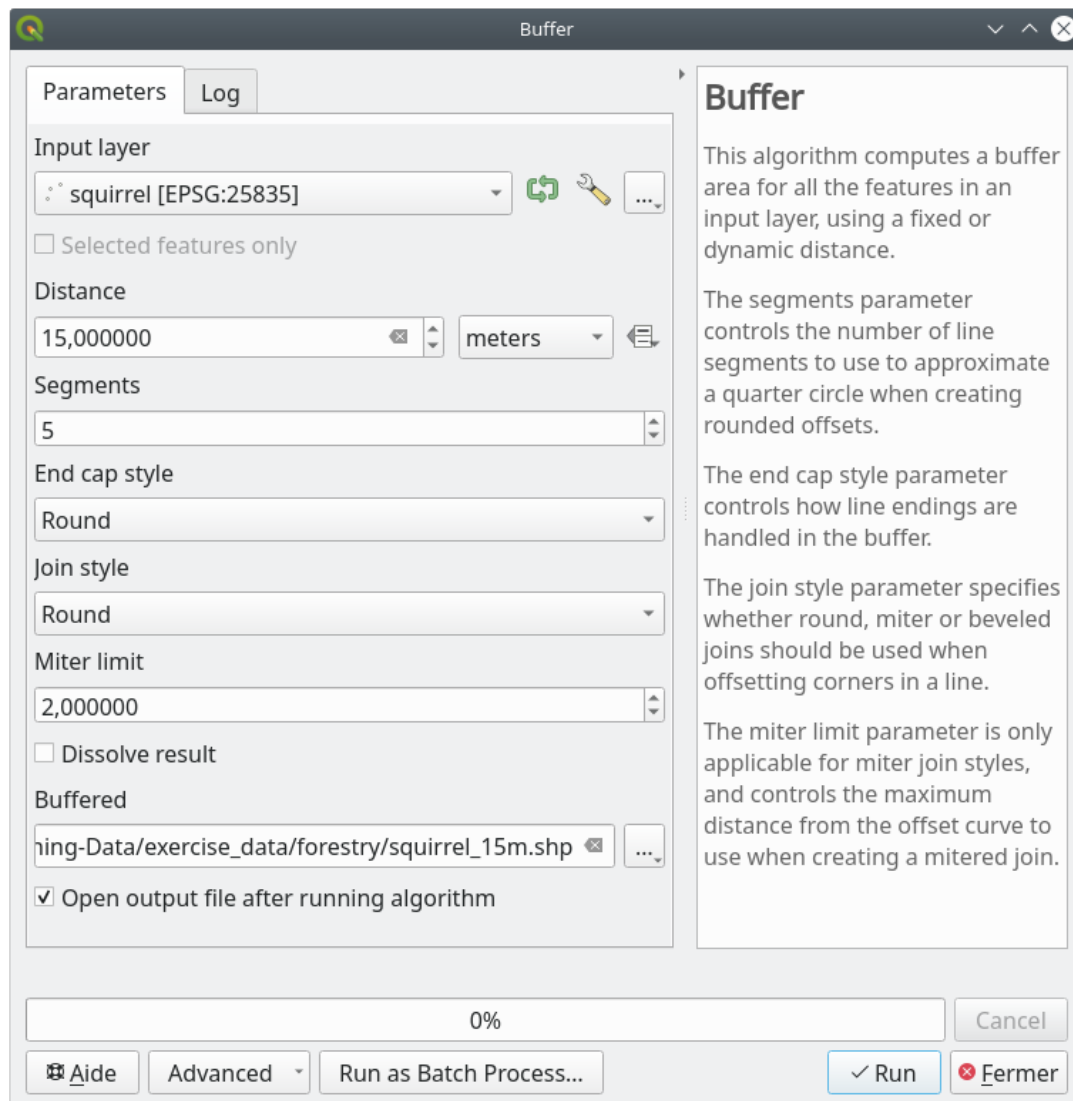 Buffer
Parameters
Log
Input layer
squirrel [EPSG:25835]
...
Selected features only
Distance
15,000000
meters
Segments
5
End cap style
Round
Join style
Round
Miter limit
2,000000
Dissolve result
Buffered
ning-Data/exercise_data/forestry/squirrel_15m.shp
...
Open output file after running algorithm
Buffer
This algorithm computes a buffer
area for all the features in an
input layer, using a fixed or
dynamic distance.
The segments parameter
controls the number of line
segments to use to approximate
a quarter circle when creating
rounded offsets.
The end cap style parameter
controls how line endings are
handled in the buffer.
The join style parameter specifies
whether round, miter or beveled
joins should be used when
offsetting corners in a line.
The miter limit parameter is only
applicable for miter join styles,
and controls the maximum
distance from the offset curve to
use when creating a mitered join.
0%
Cancel
Aide
Advanced
Run as Batch Process...
Run
Fermer